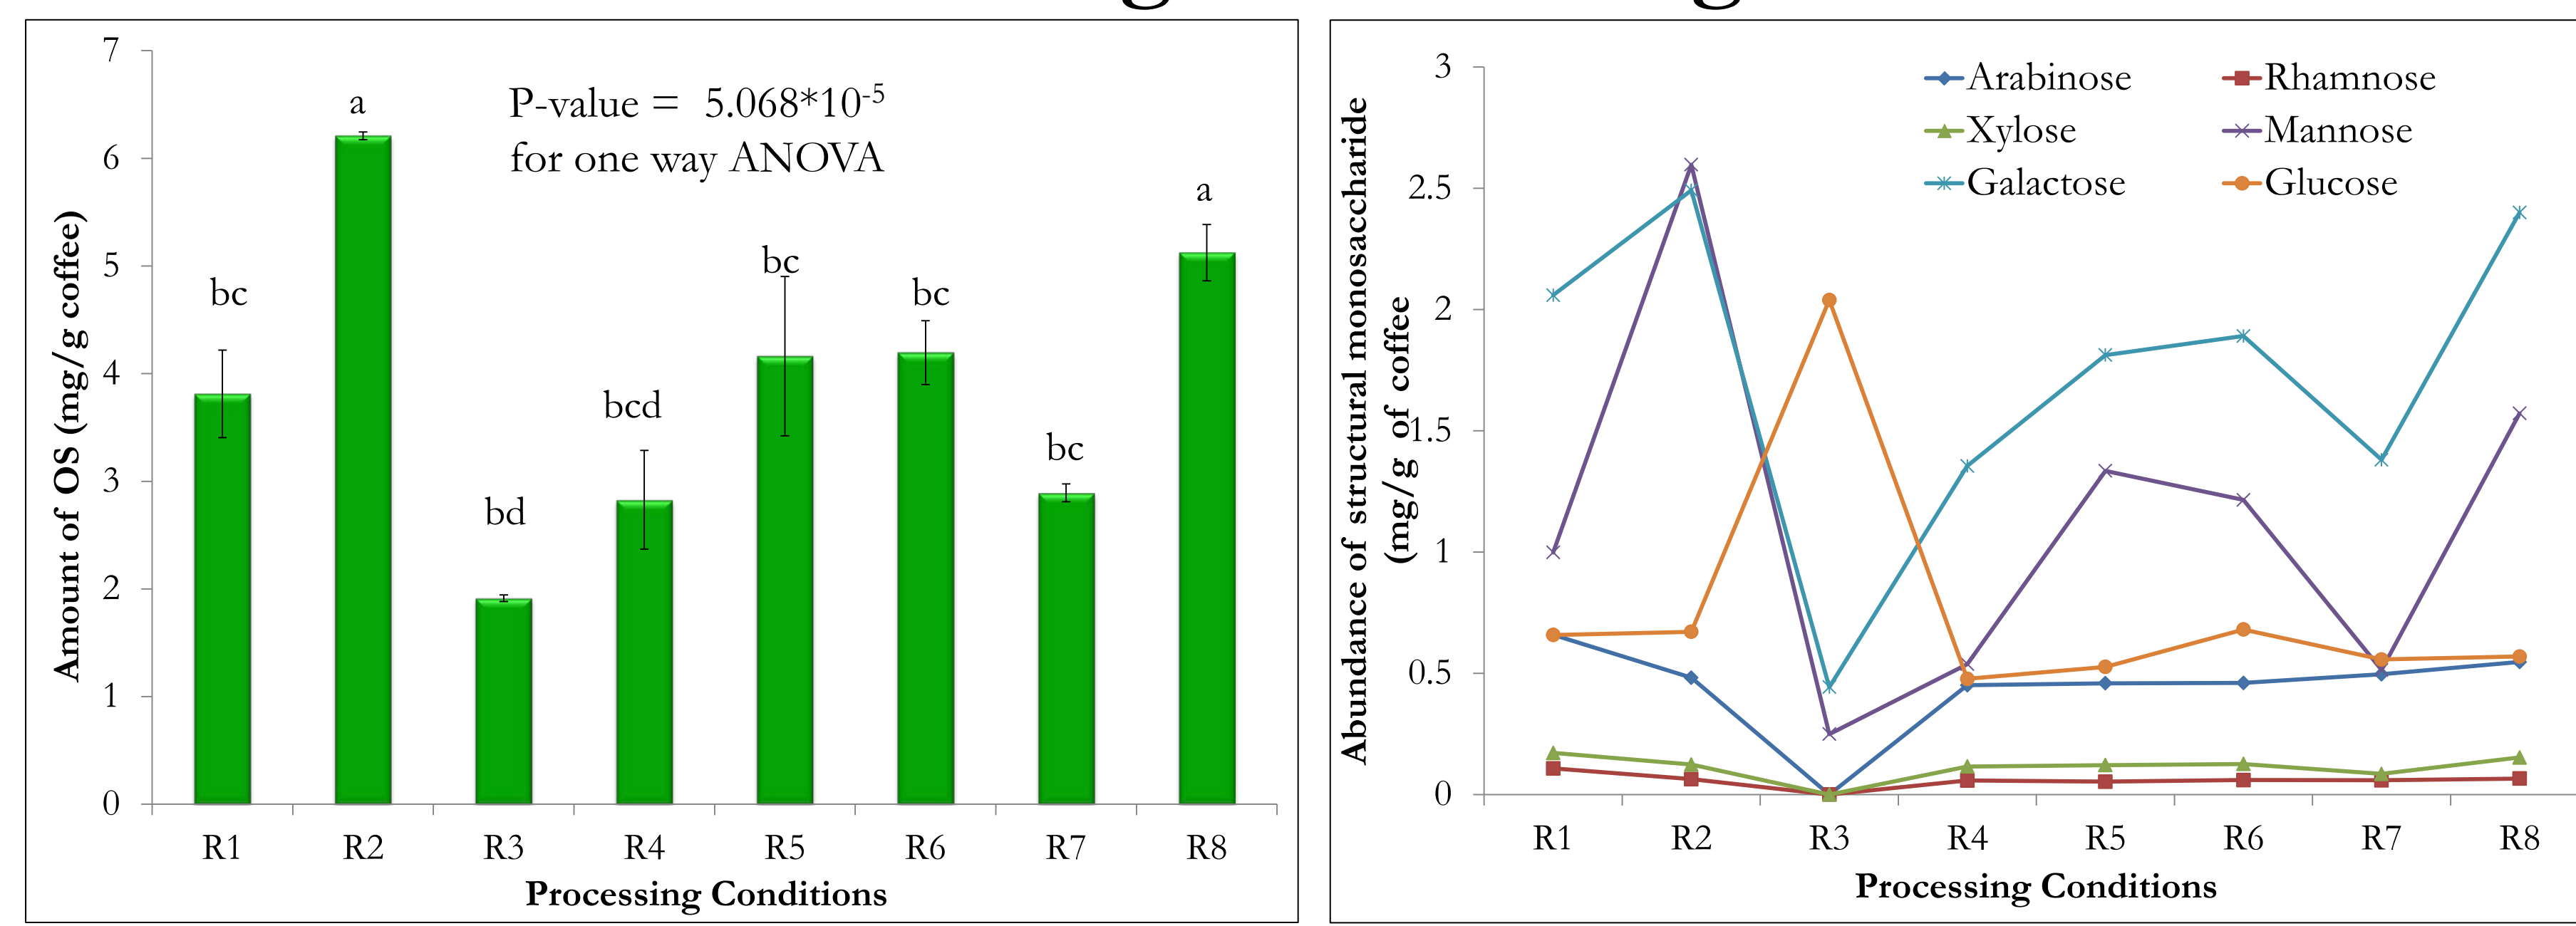 7
6
5
4
3
2
1
0
Amount of OS (mg/g coffee)
P-value = 5.068*10-5
for one way ANOVA
bc
a
bd
bcd
bc
bc
bc
a
R1 R2 R3 R4 R5 R6 R7 R8
Processing Conditions
3
2.5
2
1.5
1
0.5
0
Abundance of structural monosaccharide
(mg/g of coffee
Arabinose Rhamnose
Xylose Mannose
Galactose Glucose
R1 R2 R3 R4 R5 R6 R7 R8
Processing Conditions